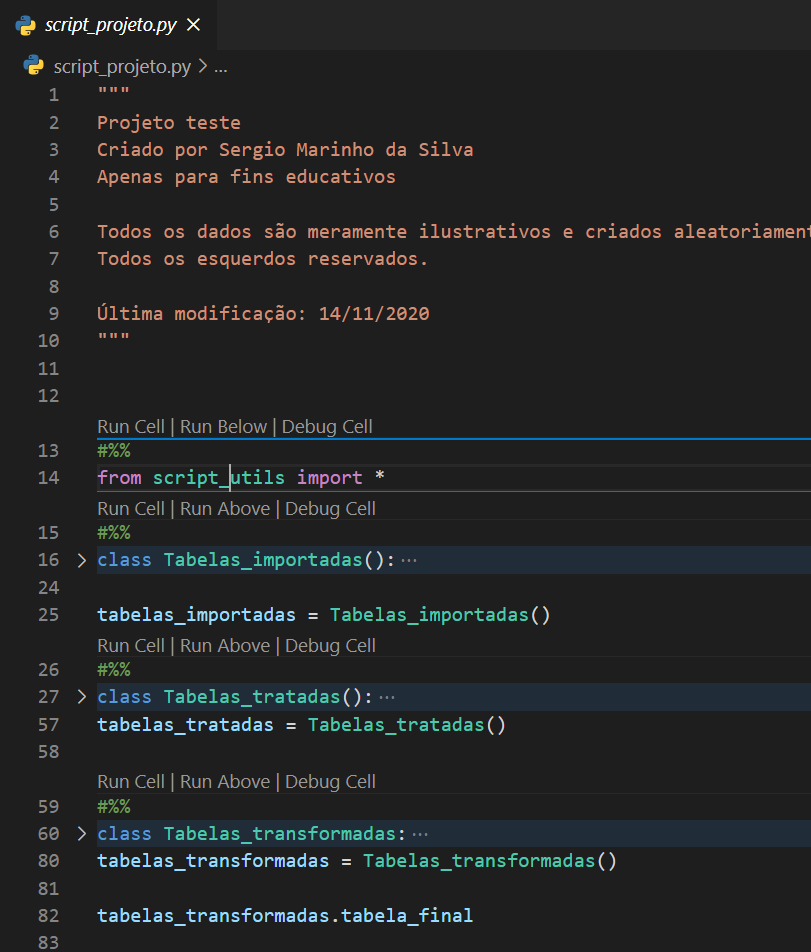 script_projeto.py ×
script_projeto.py > ...
1 """
2 Projeto teste
3 Criado por Sergio Marinho da Silva
4 Apenas para fins educativos
5
6 Todos os dados são meramente ilustrativos e criados aleatoriament
7 Todos os esquerdos reservados.
8
9 Última modificação: 14/11/2020
10 """
11
12
Run Cell | Run Below | Debug Cell
13 #%%
14 from script_utils import *
Run Cell | Run Above | Debug Cell
15 #%%
16 > class Tabelas_importadas():···
24
25 tabelas_importadas = Tabelas_importadas()
Run Cell | Run Above | Debug Cell
26 #%%
27 > class Tabelas_tratadas():···
57 tabelas_tratadas = Tabelas_tratadas()
58
Run Cell | Run Above | Debug Cell
59 #%%
60 > class Tabelas_transformadas:···
80 tabelas_transformadas = Tabelas_transformadas()
81
82 tabelas_transformadas.tabela_final
83